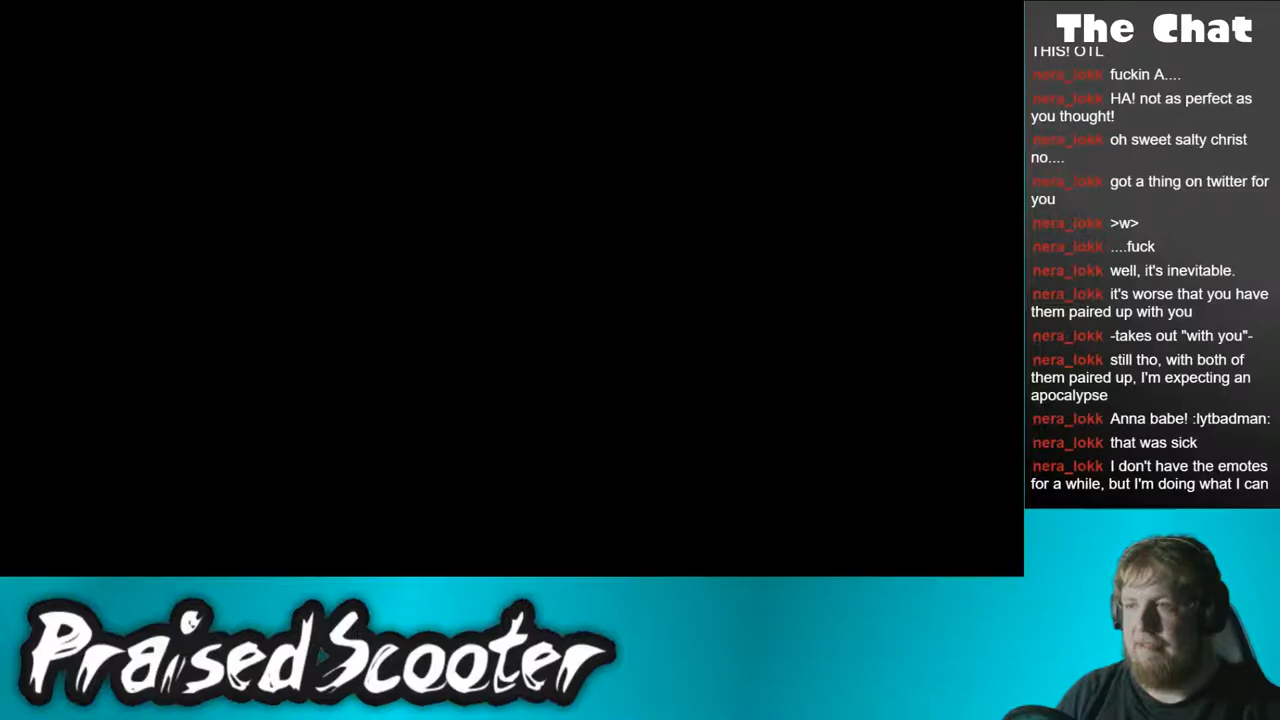 The Chat
THIS! OTL
nera_lokk fuckin A....
nera_lokk HA! not as perfect as
you thought!
nera_lokk oh sweet salty christ
no....
nera_lokk got a thing on twitter for
you
nera_lokk >w>
nera_lokk ....fuck
nera_lokk well, it's inevitable.
nera_lokk it's worse that you have
them paired up with you
nera_lokk -takes out "with you"-
nera_lokk still tho, with both of
them paired up, I'm expecting an
apocalypse
nera_lokk Anna babe! :lytbadman:
nera_lokk that was sick
nera_lokk I don't have the emotes
for a while, but I'm doing what I can
PraisedScooter